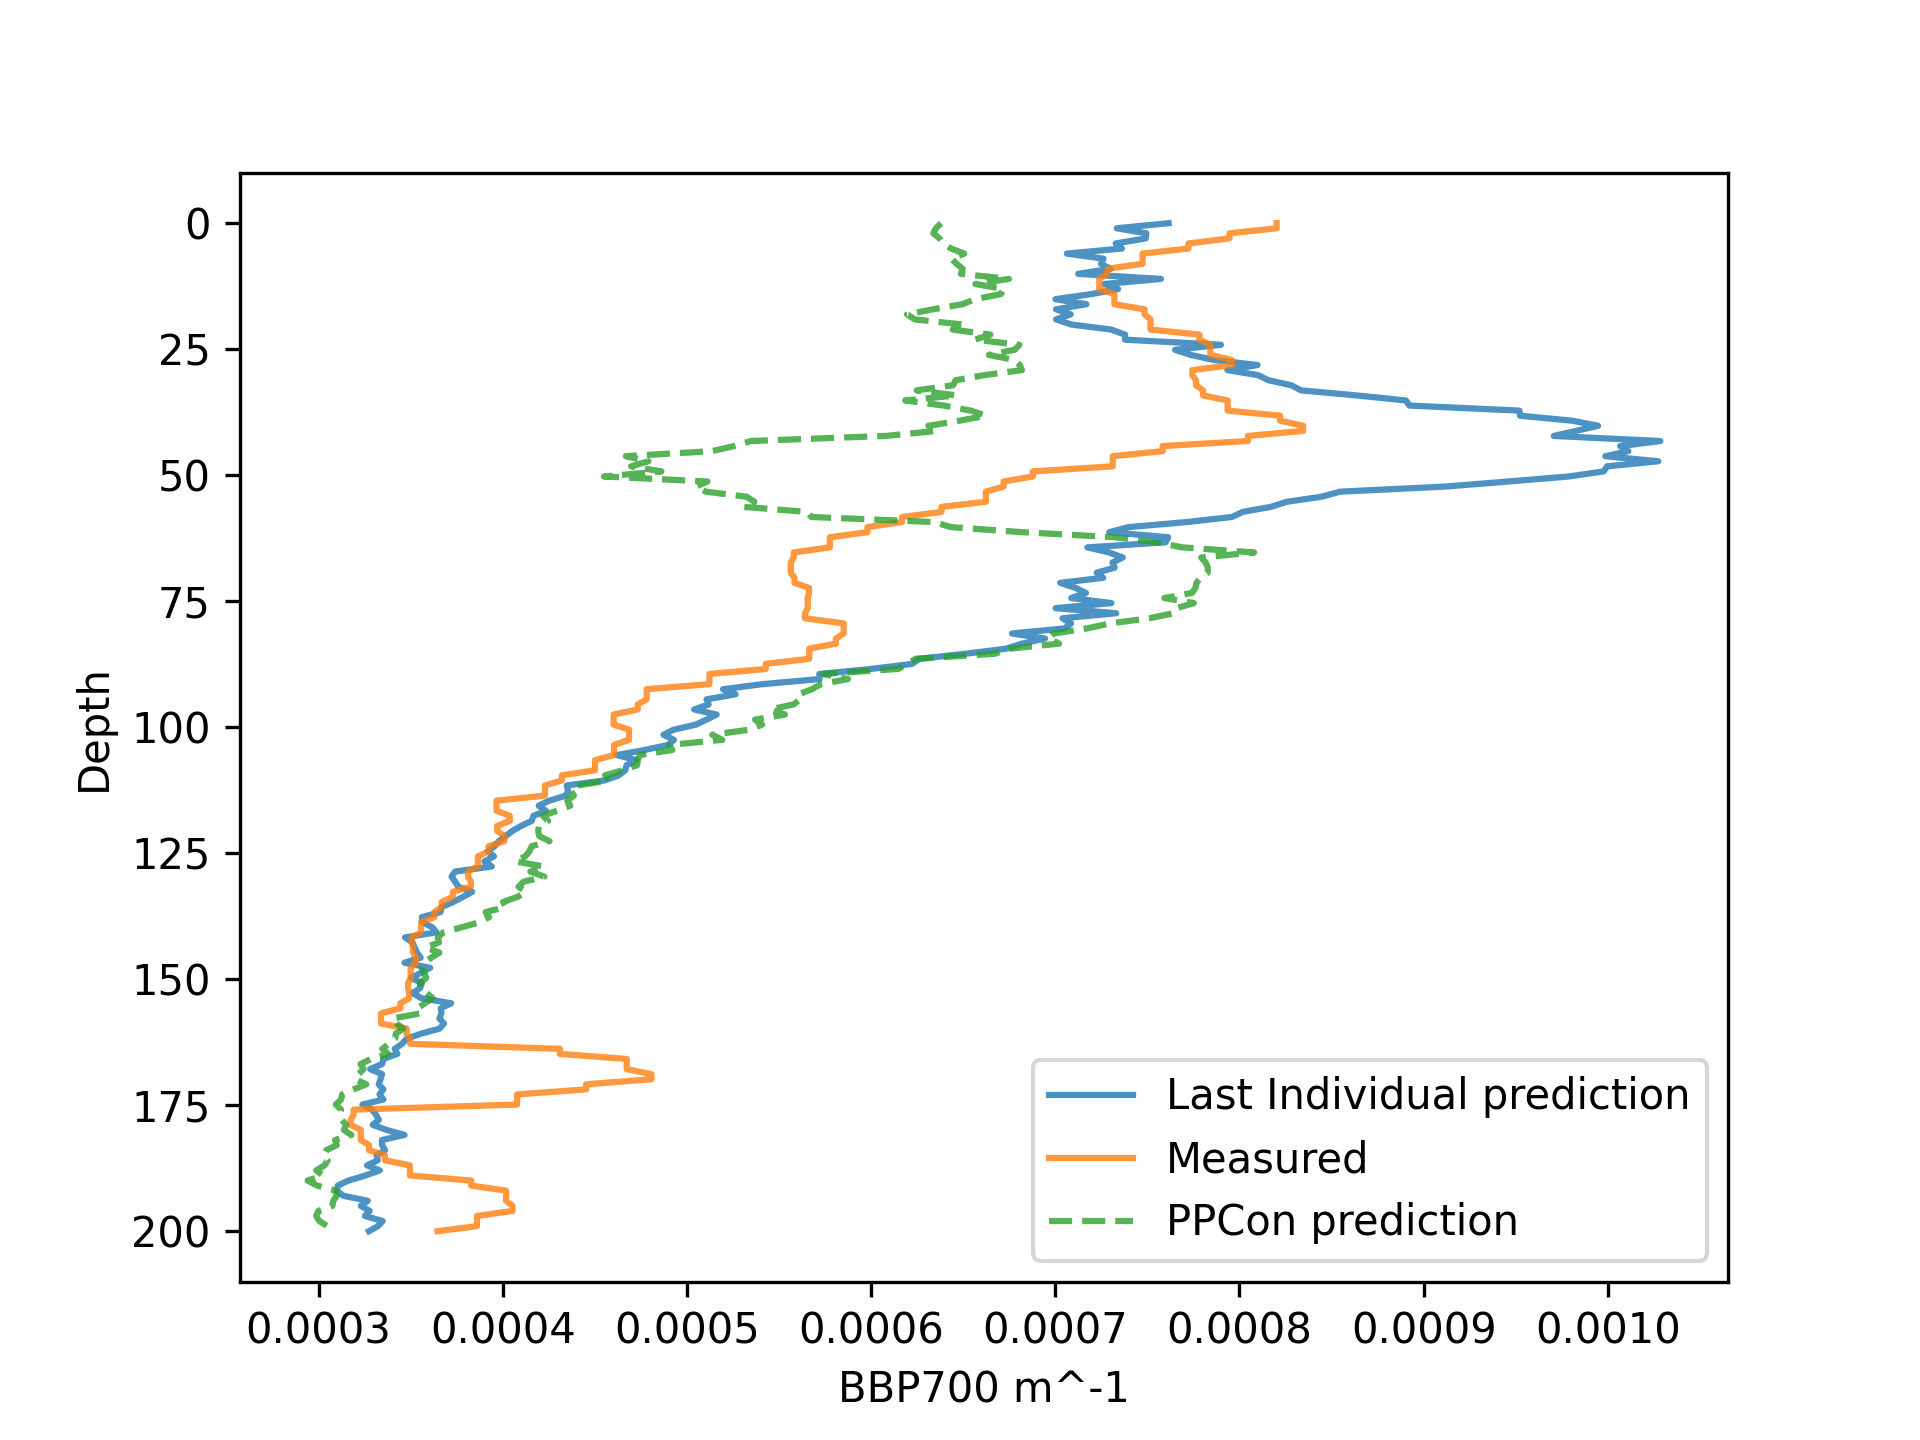 0
25
50
75
100
125
150
175
200
Depth
0.0003 0.0004 0.0005 0.0006 0.0007 0.0008 0.0009 0.0010
BBP700 m^-1
Last Individual prediction
Measured
PPCon prediction